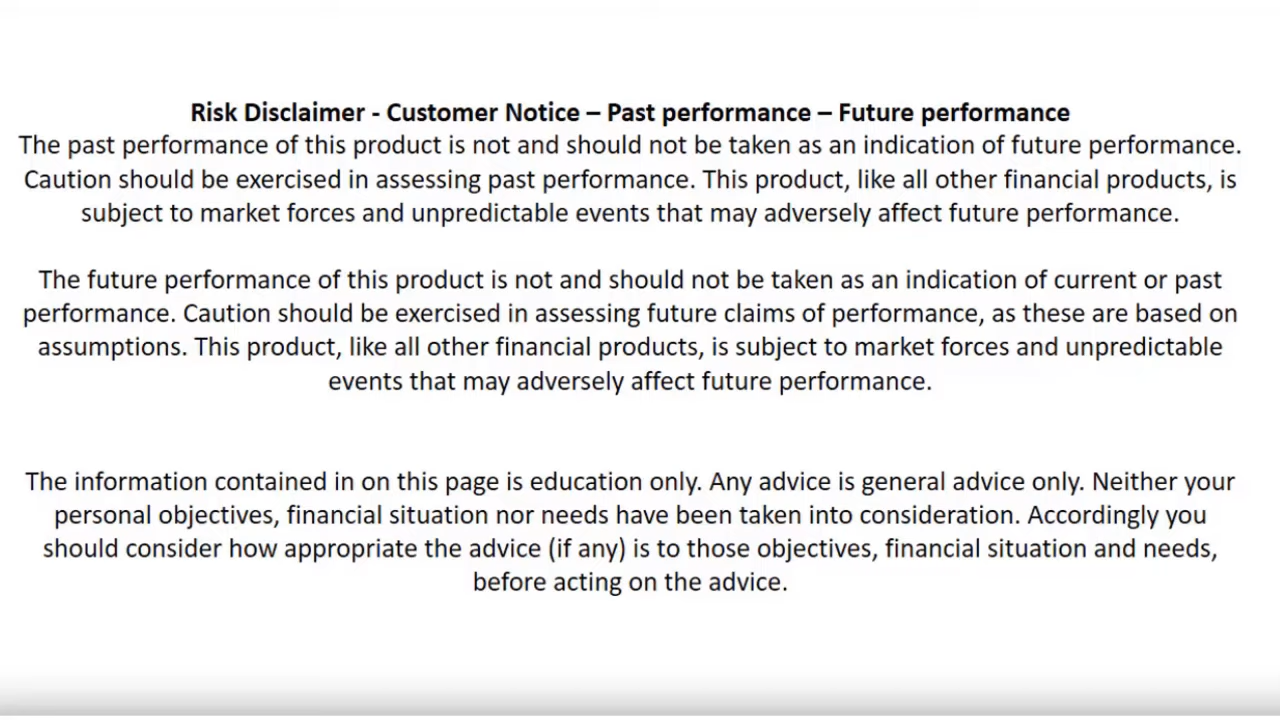 Risk Disclaimer - Customer Notice – Past performance – Future performance
The past performance of this product is not and should not be taken as an indication of future performance.
Caution should be exercised in assessing past performance. This product, like all other financial products, is
subject to market forces and unpredictable events that may adversely affect future performance.
The future performance of this product is not and should not be taken as an indication of current or past
performance. Caution should be exercised in assessing future claims of performance, as these are based on
assumptions. This product, like all other financial products, is subject to market forces and unpredictable
events that may adversely affect future performance.
The information contained in on this page is education only. Any advice is general advice only. Neither your
personal objectives, financial situation nor needs have been taken into consideration. Accordingly you
should consider how appropriate the advice (if any) is to those objectives, financial situation and needs,
before acting on the advice.